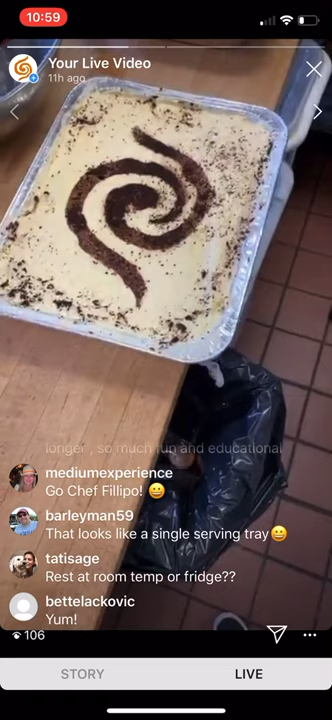 10:59
Your Live Video
11h ago
longer , so much fun and educational
mediumexperience
Go Chef Fillipo! 😀
barleyman59
That looks like a single serving tray😀
tatisage
Rest at room temp or fridge??
bettelackovic
Yum!
106
STORY LIVE